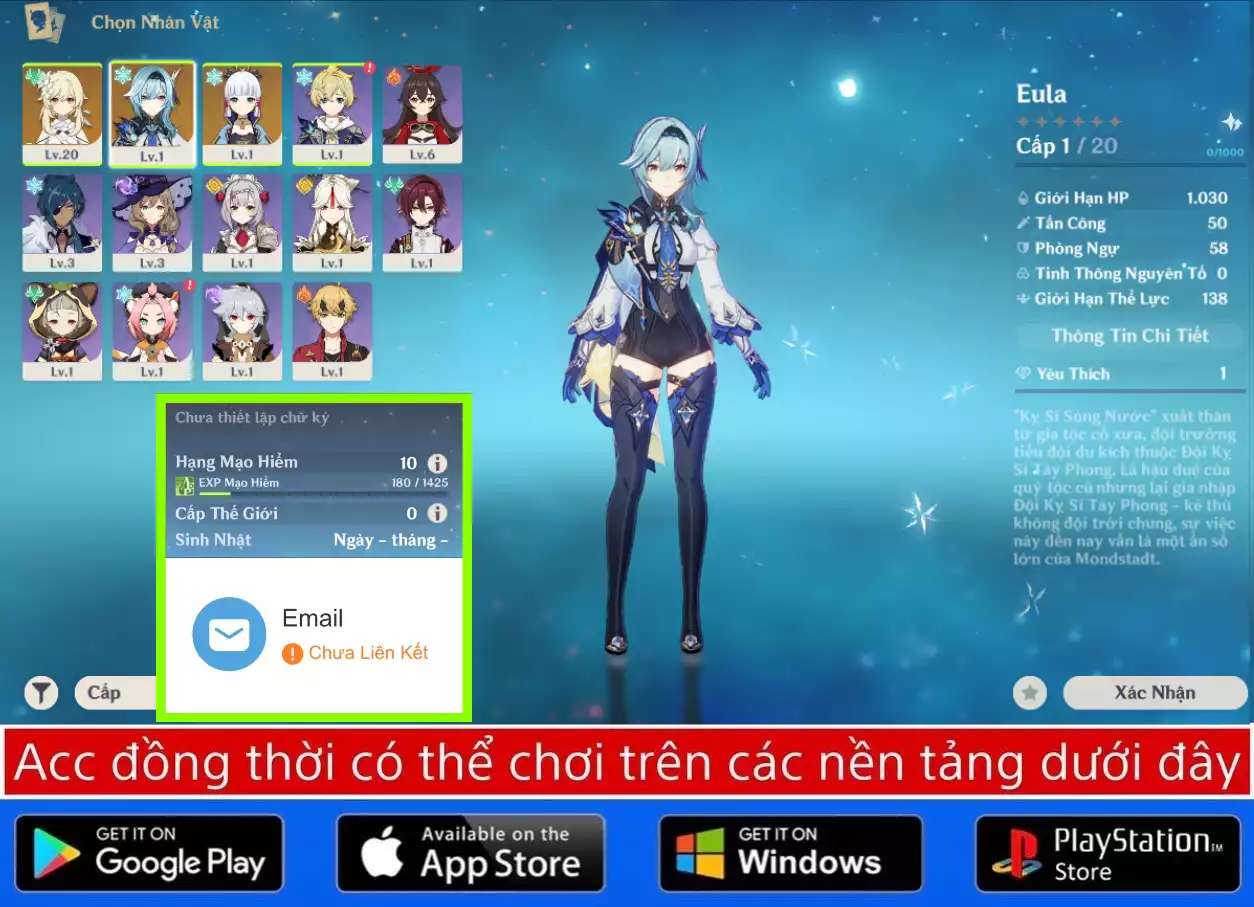 Chọn Nhân Vật
Lv.20
Lv.1
Lv.1
Lv.1
Lv.6
Lv.3
Lv.3
Lv.1
Lv.1
Lv.1
Lv.1
Lv.1
Lv.1
Lv.1
Eula
Cấp 1 / 20
0/1000
Giới Hạn HP 1.030
Tấn Công 50
Phòng Ngự 58
Tinh Thông Nguyên Tố 0
Giới Hạn Thể Lực 138
Thông Tin Chi Tiết
Yêu Thích 1
"Kỵ Sĩ Sóng Nước" xuất thân
từ gia tộc cổ xưa, đội trưởng
tiểu đội du kích thuộc Đội Kỵ
Sĩ Tây Phong. Là hậu duệ của
quý tộc cũ nhưng lại gia nhập
Đội Kỵ Sĩ Tây Phong - kẻ thù
không đội trời chung, sự việc
này đến nay vẫn là một ẩn số
lớn của Mondstadt.
Chưa thiết lập chữ ký
Hạng Mạo Hiểm 10
EXP Mạo Hiểm 180 / 1425
Cấp Thế Giới 0
Sinh Nhật Ngày - tháng -
Email
Chưa Liên Kết
Cấp
Xác Nhận
Acc đồng thời có thể chơi trên các nền tảng dưới đây
GET IT ON
Google Play
Available on the
App Store
GET IT ON
Windows
PlayStation™
Store